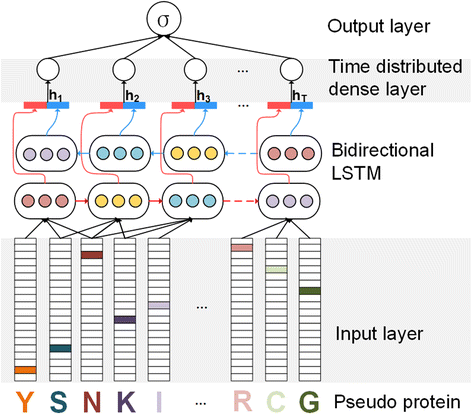 σ
Output layer
Time distributed
dense layer
h1 h2 h3 ... hT
...
Bidirectional
LSTM
...
Input layer
Y S N K I ... R C G
Pseudo protein